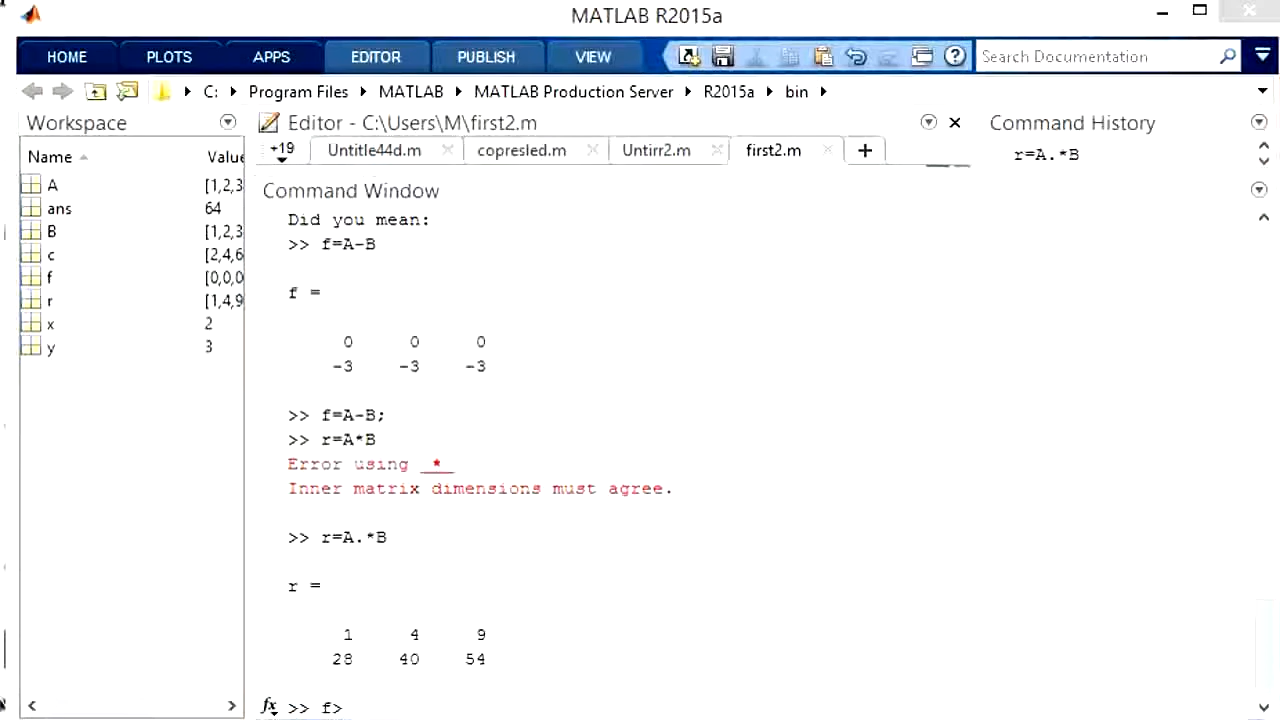 MATLAB R2015a
HOME PLOTS APPS EDITOR PUBLISH VIEW Search Documentation
C: Program Files MATLAB MATLAB Production Server R2015a bin
Workspace
Name Value
A [1,2,3
ans 64
B [1,2,3
c [2,4,6
f [0,0,0
r [1,4,9
x 2
y 3
Editor - C:\Users\M\first2.m
+19 Untitle44d.m copresled.m Untirr2.m first2.m +
Command Window
Did you mean:
>> f=A-B
f =
0 0 0
-3 -3 -3
>> f=A-B;
>> r=A*B
Error using *
Inner matrix dimensions must agree.
>> r=A.*B
r =
1 4 9
28 40 54
fx >> f>
Command History
r=A.*B